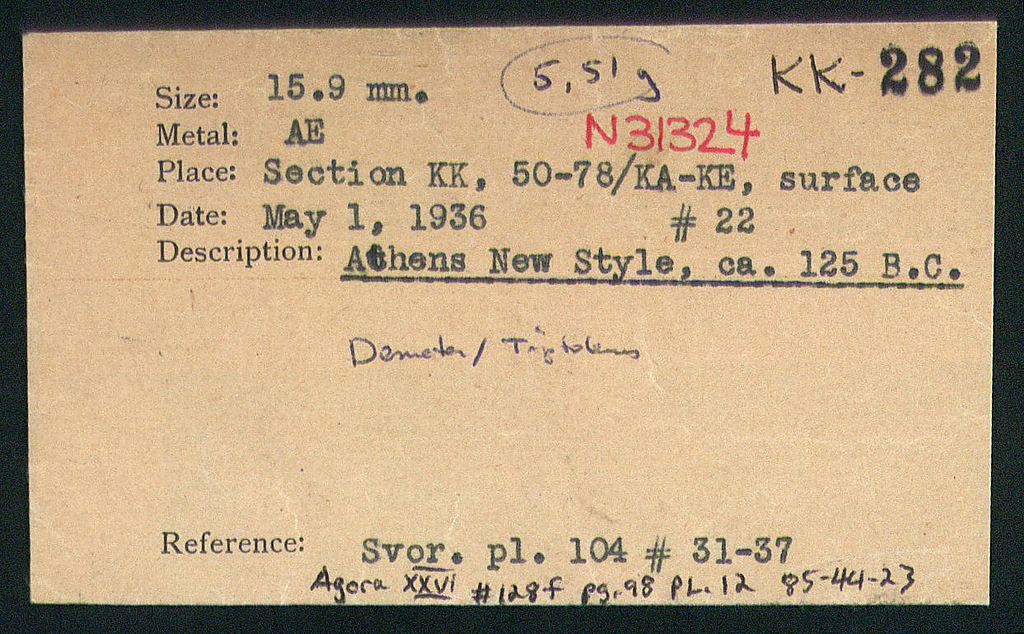 KK-282
5,51 g
Size: 15.9 mm.
Metal: AE
N31324
Place: Section KK, 50-78/KA-KE, surface
Date: May 1, 1936 # 22
Description: Athens New Style, ca. 125 B.C.
Demeter/ Triptolemus
Reference: Svor. pl. 104 # 31-37
Agora XXVI #128f pg.98 PL.12 85-44-23